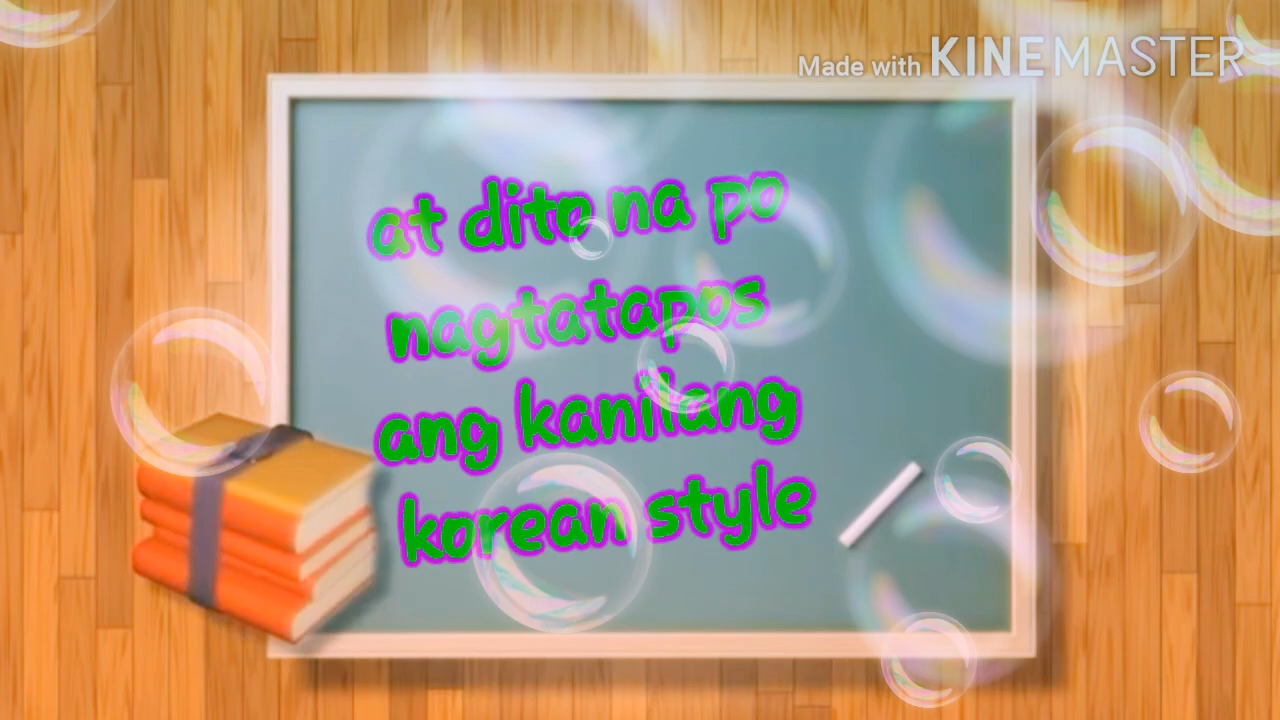 Made with KINEMASTER
at dito na po
nagtatapos
ang kanilang
korean style